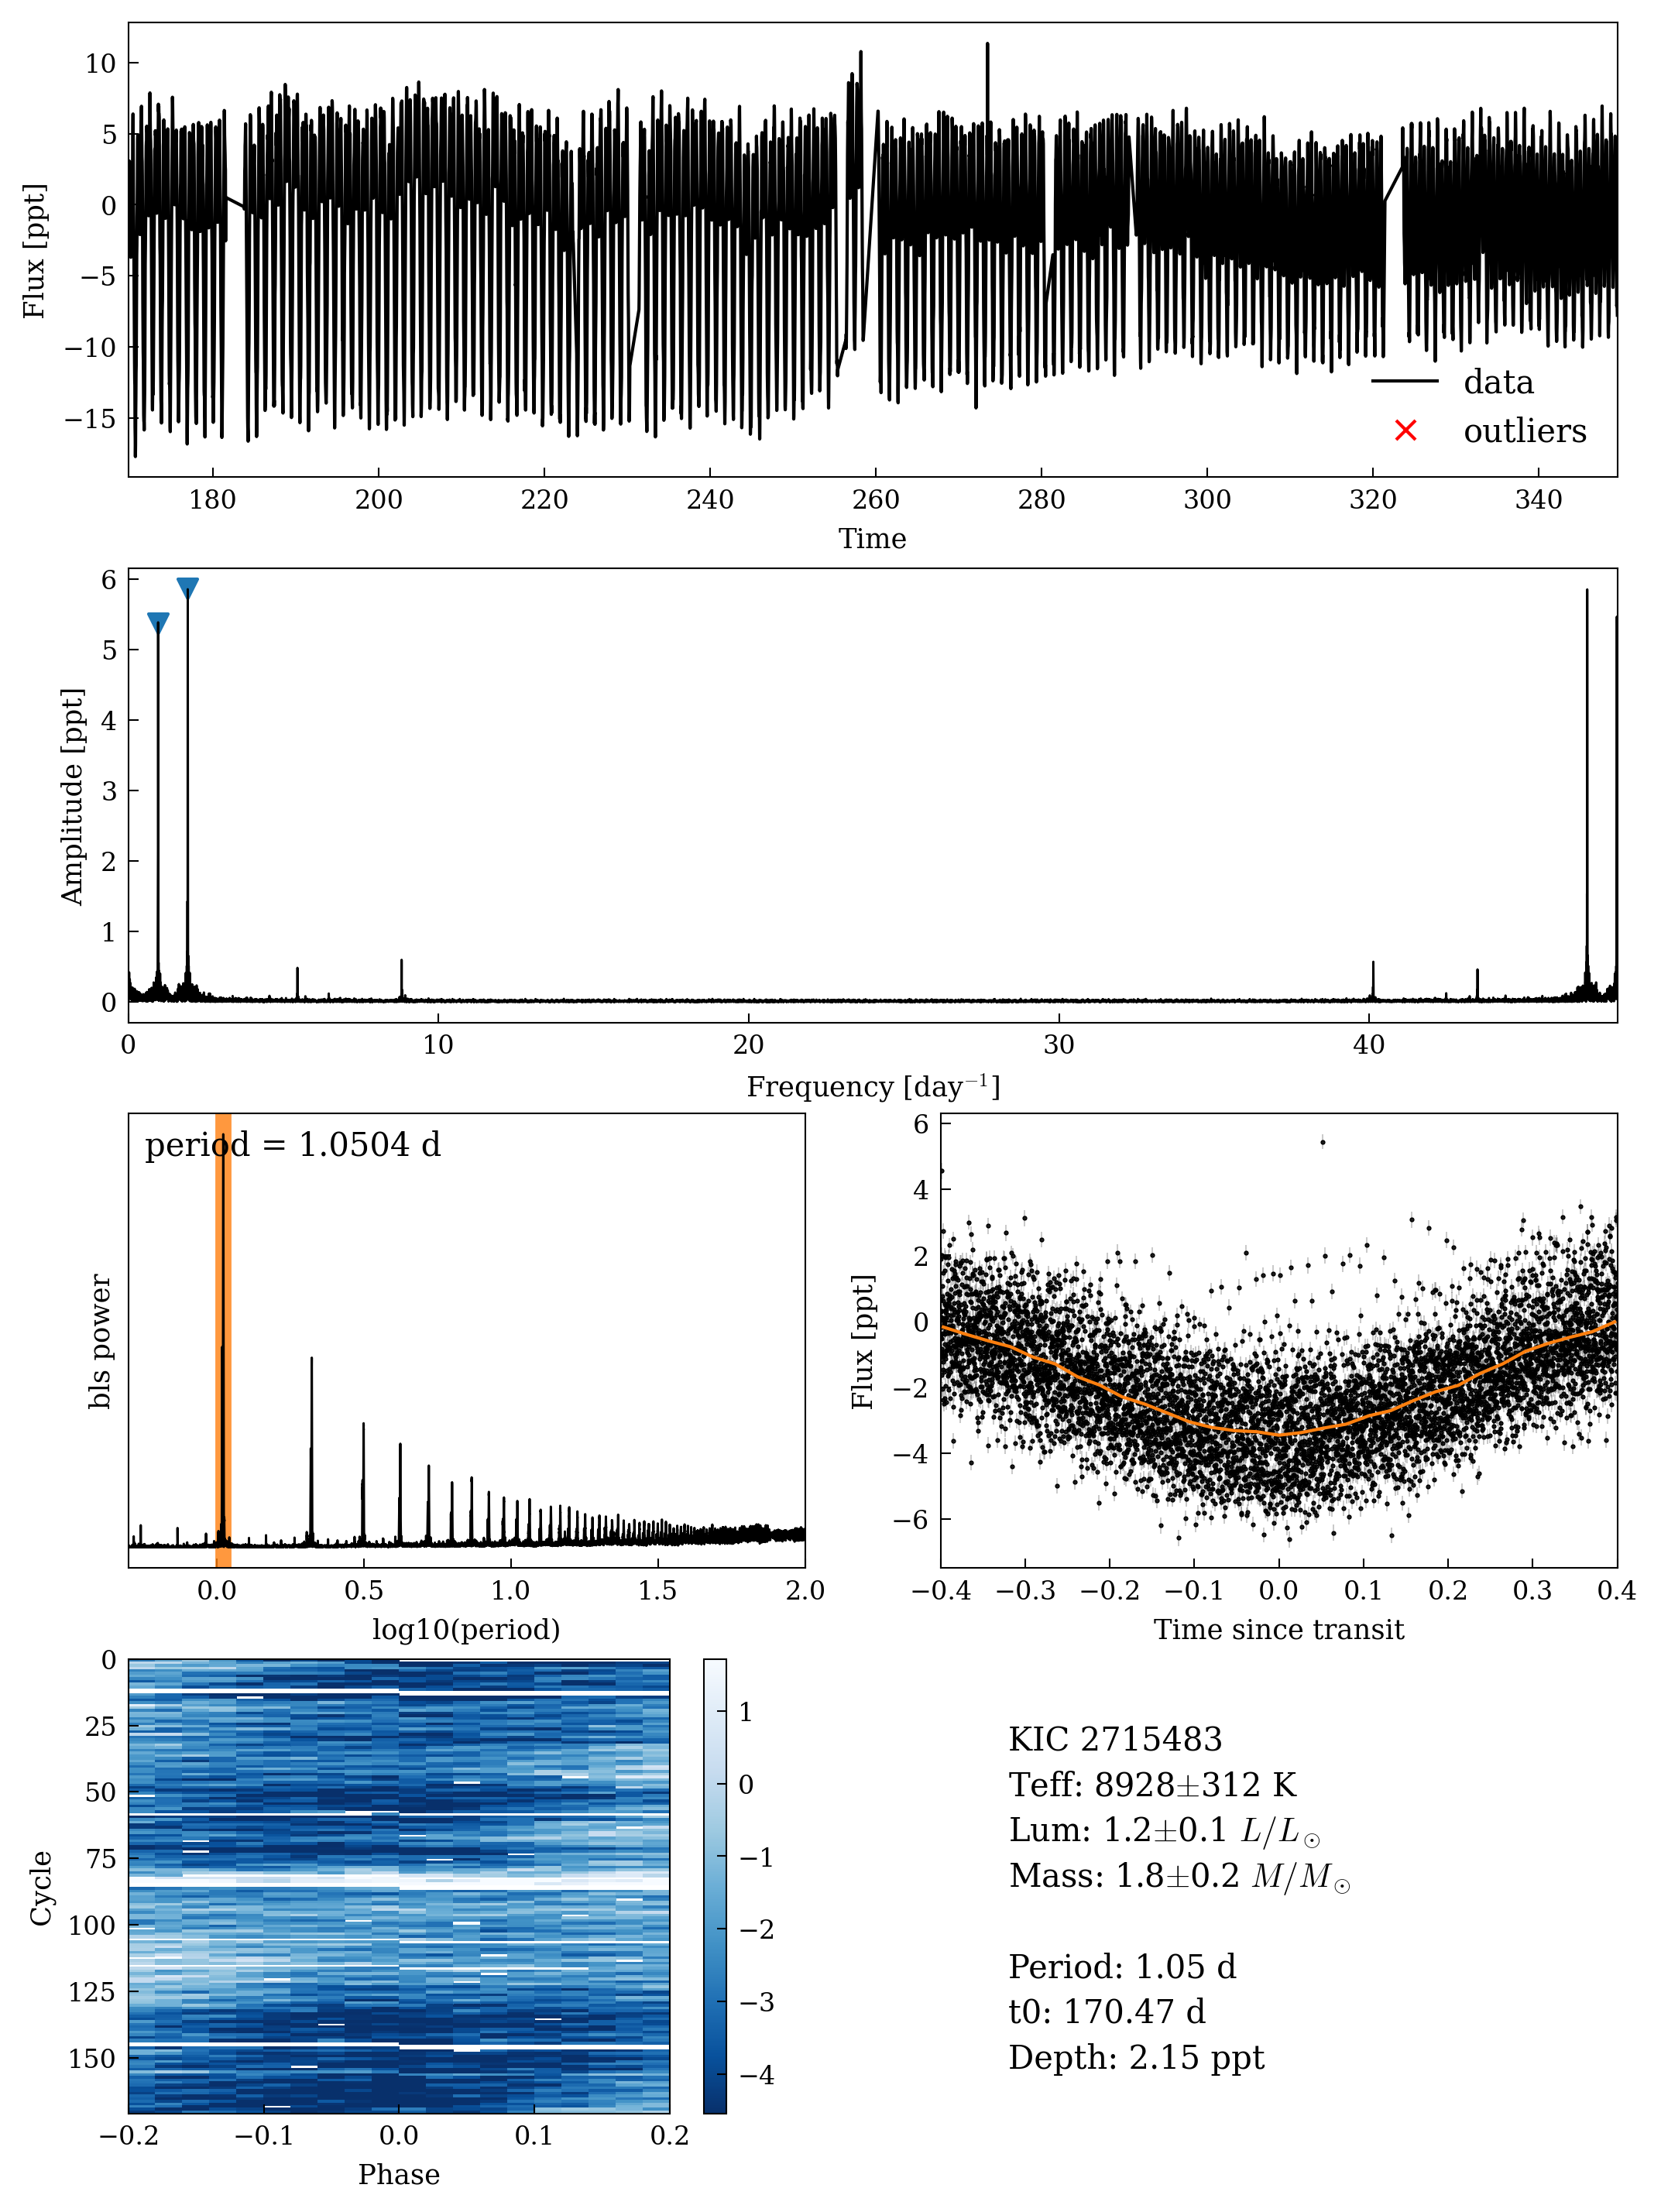 10
5
0
−5
−10
−15
Flux [ppt]
data
outliers
180 200 220 240 260 280 300 320 340
Time
6
5
4
3
2
1
0
Amplitude [ppt]
0 10 20 30 40
Frequency [day⁻¹]
period = 1.0504 d
bls power
0.0 0.5 1.0 1.5 2.0
log10(period)
6
4
2
0
−2
−4
−6
Flux [ppt]
−0.4 −0.3 −0.2 −0.1 0.0 0.1 0.2 0.3 0.4
Time since transit
0
25
50
75
100
125
150
Cycle
−0.2 −0.1 0.0 0.1 0.2
Phase
1
0
−1
−2
−3
−4
KIC 2715483
Teff: 8928±312 K
Lum: 1.2±0.1 L/L⊙
Mass: 1.8±0.2 M/M⊙
Period: 1.05 d
t0: 170.47 d
Depth: 2.15 ppt